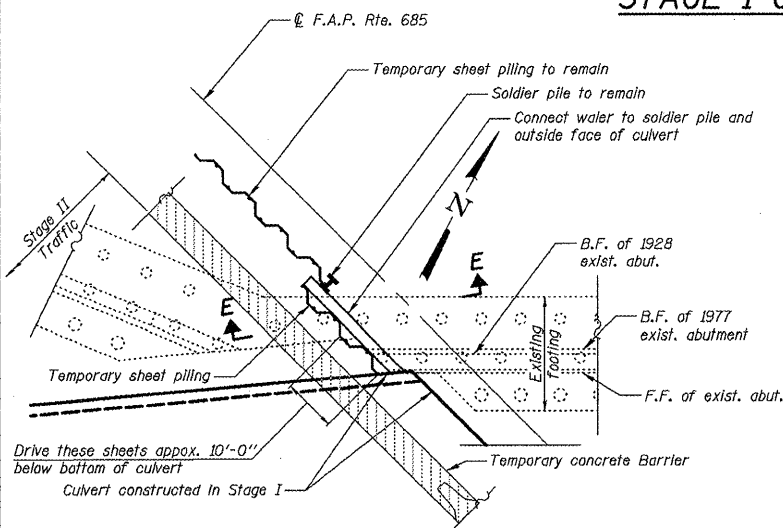 STAGE I
℄ F.A.P. Rte. 685
Temporary sheet piling to remain
Soldier pile to remain
Connect waler to soldier pile and
outside face of culvert
N
Stage II
Traffic
B.F. of 1928
exist. abut.
E
E
B.F. of 1977
exist. abutment
Existing
footing
Temporary sheet piling
F.F. of exist. abut.
Drive these sheets appox. 10'-0"
below bottom of culvert
Temporary concrete Barrier
Culvert constructed in Stage I